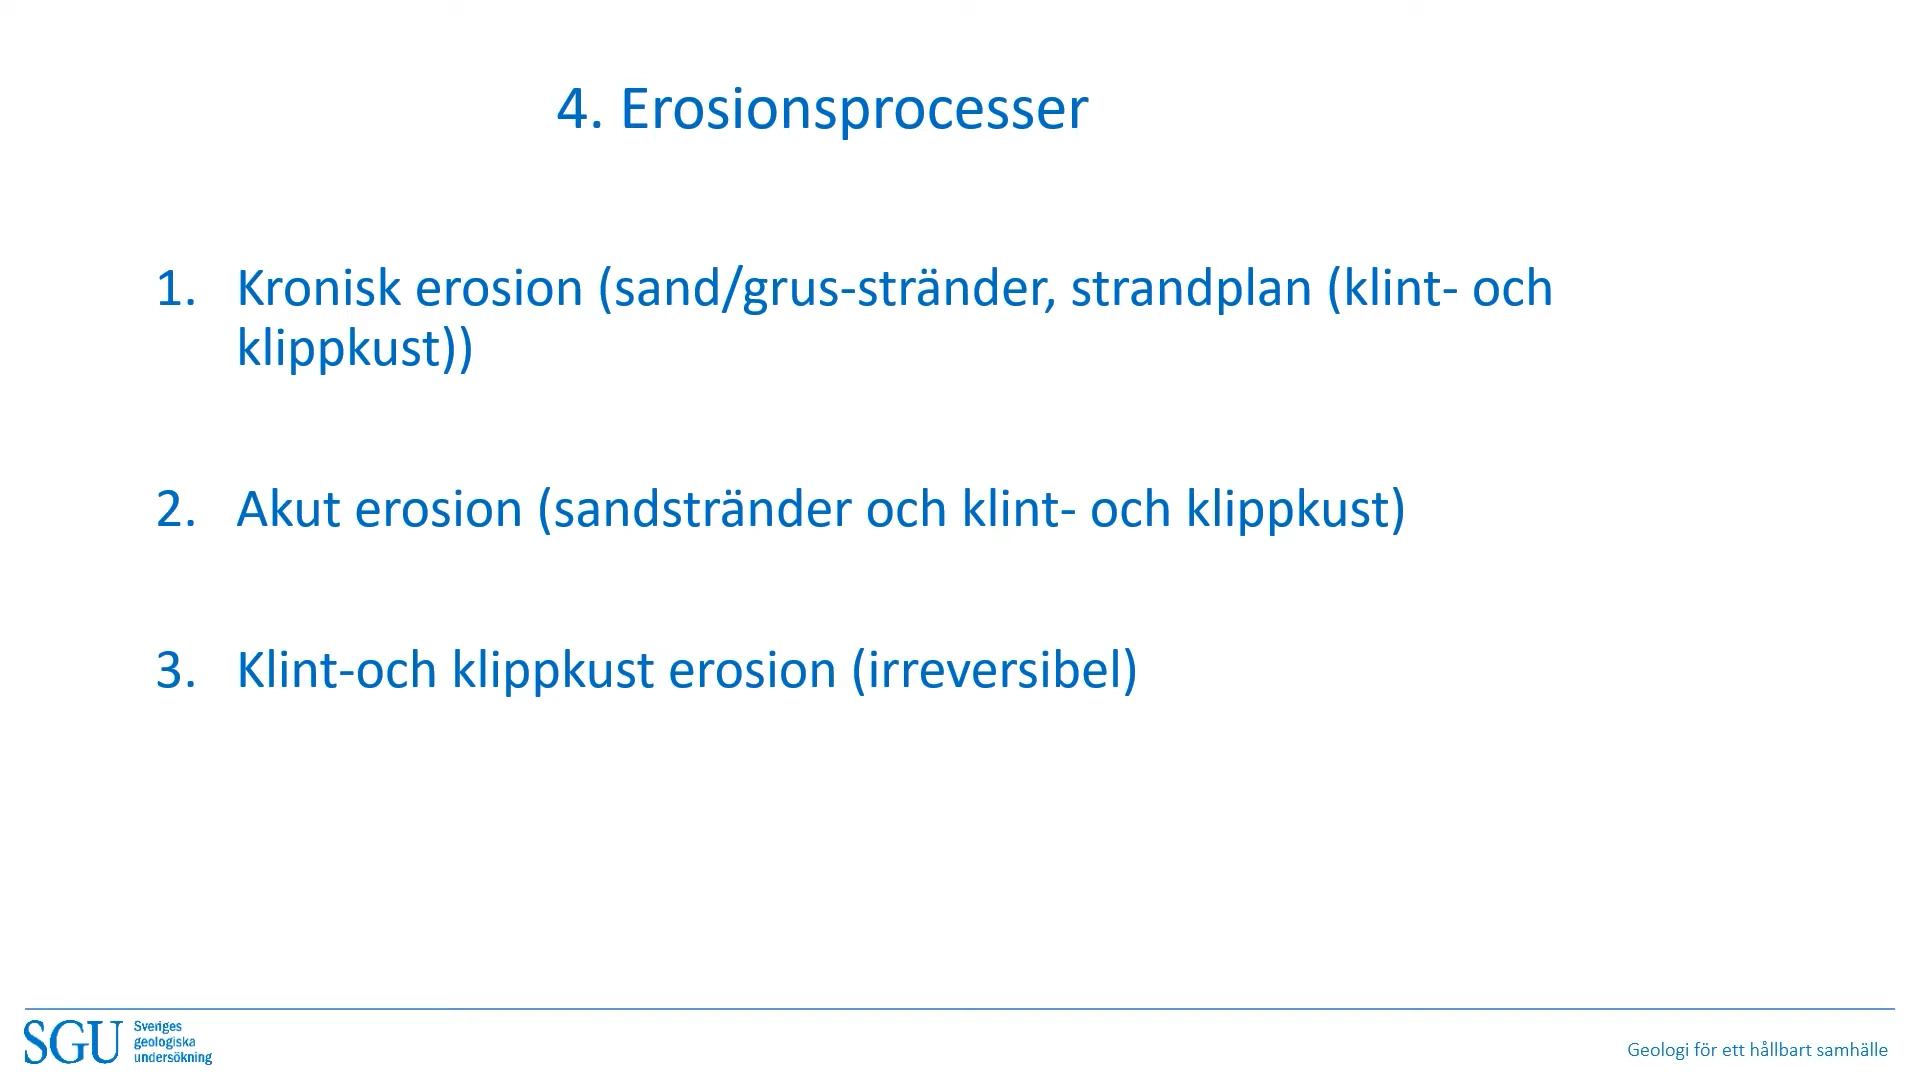 4. Erosionsprocesser
1. Kronisk erosion (sand/grus-stränder, strandplan (klint- och
klippkust))
2. Akut erosion (sandstränder och klint- och klippkust)
3. Klint-och klippkust erosion (irreversibel)
SGU
Sveriges
geologiska
undersökning
Geologi för ett hållbart samhälle